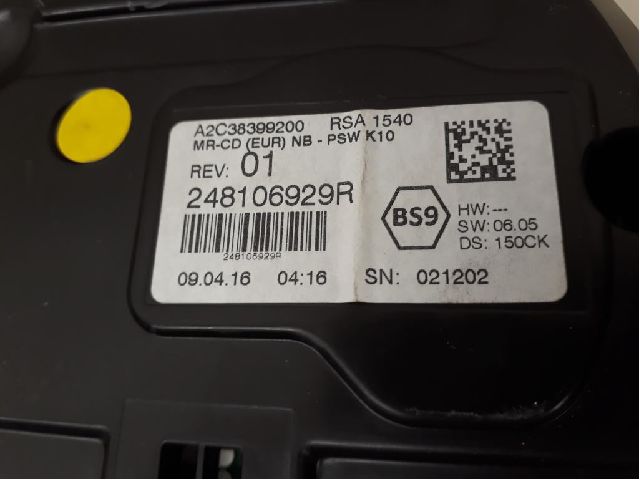 A2C38399200 RSA 1540
MR-CD (EUR) NB - PSW K10
REV: 01
248106929R
248106929R
BS9
HW:---
SW: 06.05
DS: 150CK
09.04.16 04:16 SN: 021202